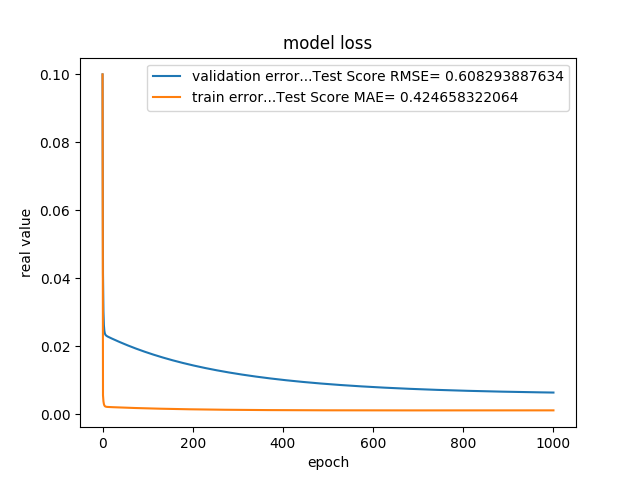 model loss
validation error...Test Score RMSE= 0.608293887634
train error...Test Score MAE= 0.424658322064
real value
0.10
0.08
0.06
0.04
0.02
0.00
0 200 400 600 800 1000
epoch